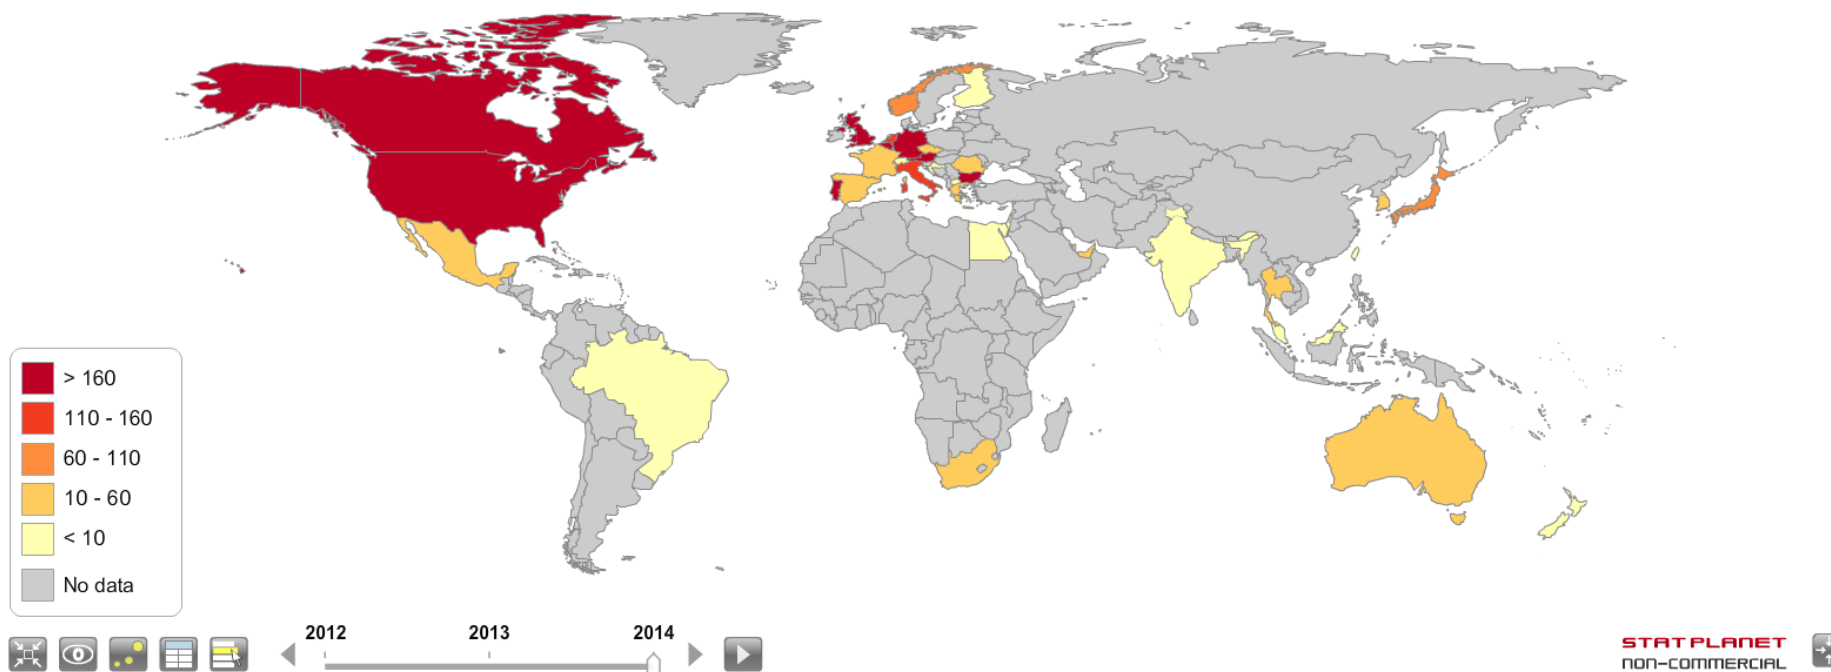 > 160
110 - 160
60 - 110
10 - 60
< 10
No data
2012 2013 2014
STATPLANET
NON-COMMERCIAL